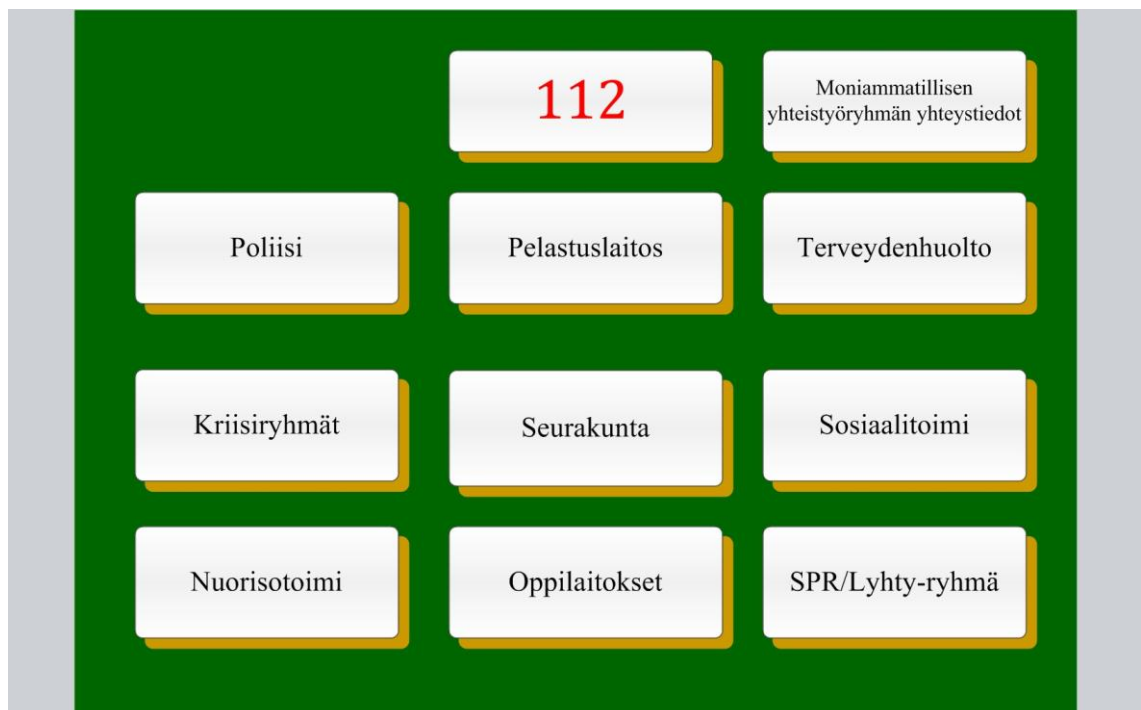 112
Moniammatillisen
yhteistyöryhmän yhteystiedot
Poliisi
Pelastuslaitos
Terveydenhuolto
Kriisiryhmät
Seurakunta
Sosiaalitoimi
Nuorisotoimi
Oppilaitokset
SPR/Lyhty-ryhmä